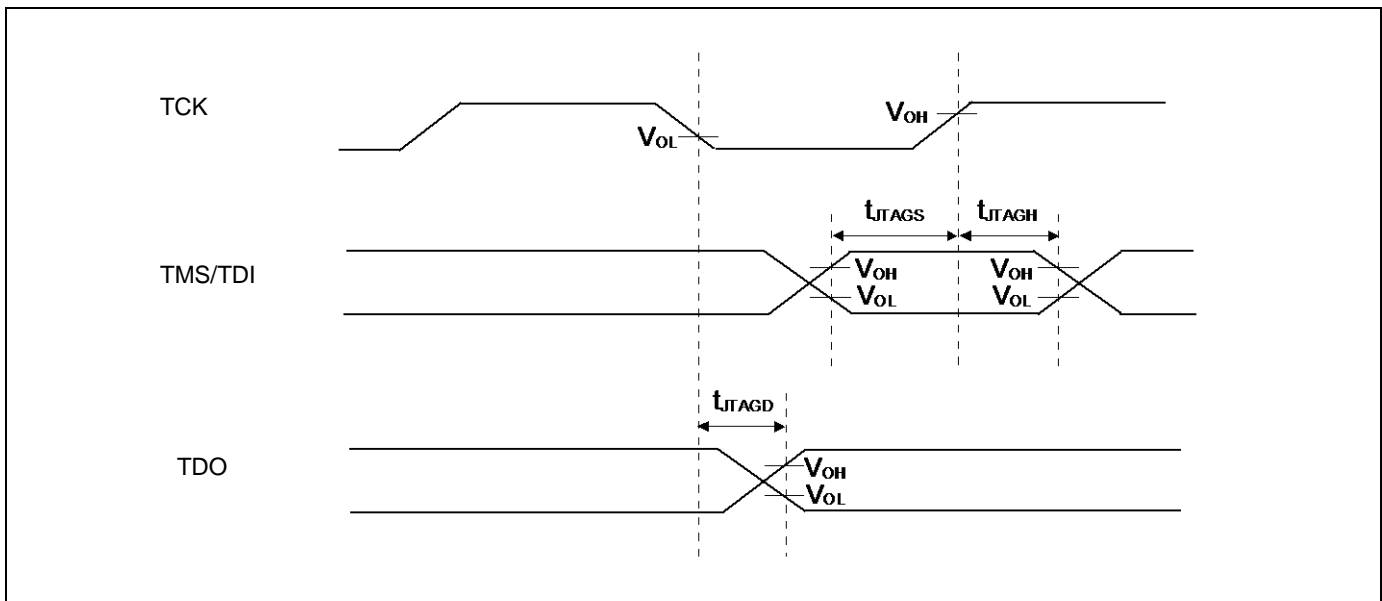 TCK
VOL
VOH
tJTAGS
tJTAGH
TMS/TDI
VOH
VOL
VOH
VOL
tJTAGD
TDO
VOH
VOL